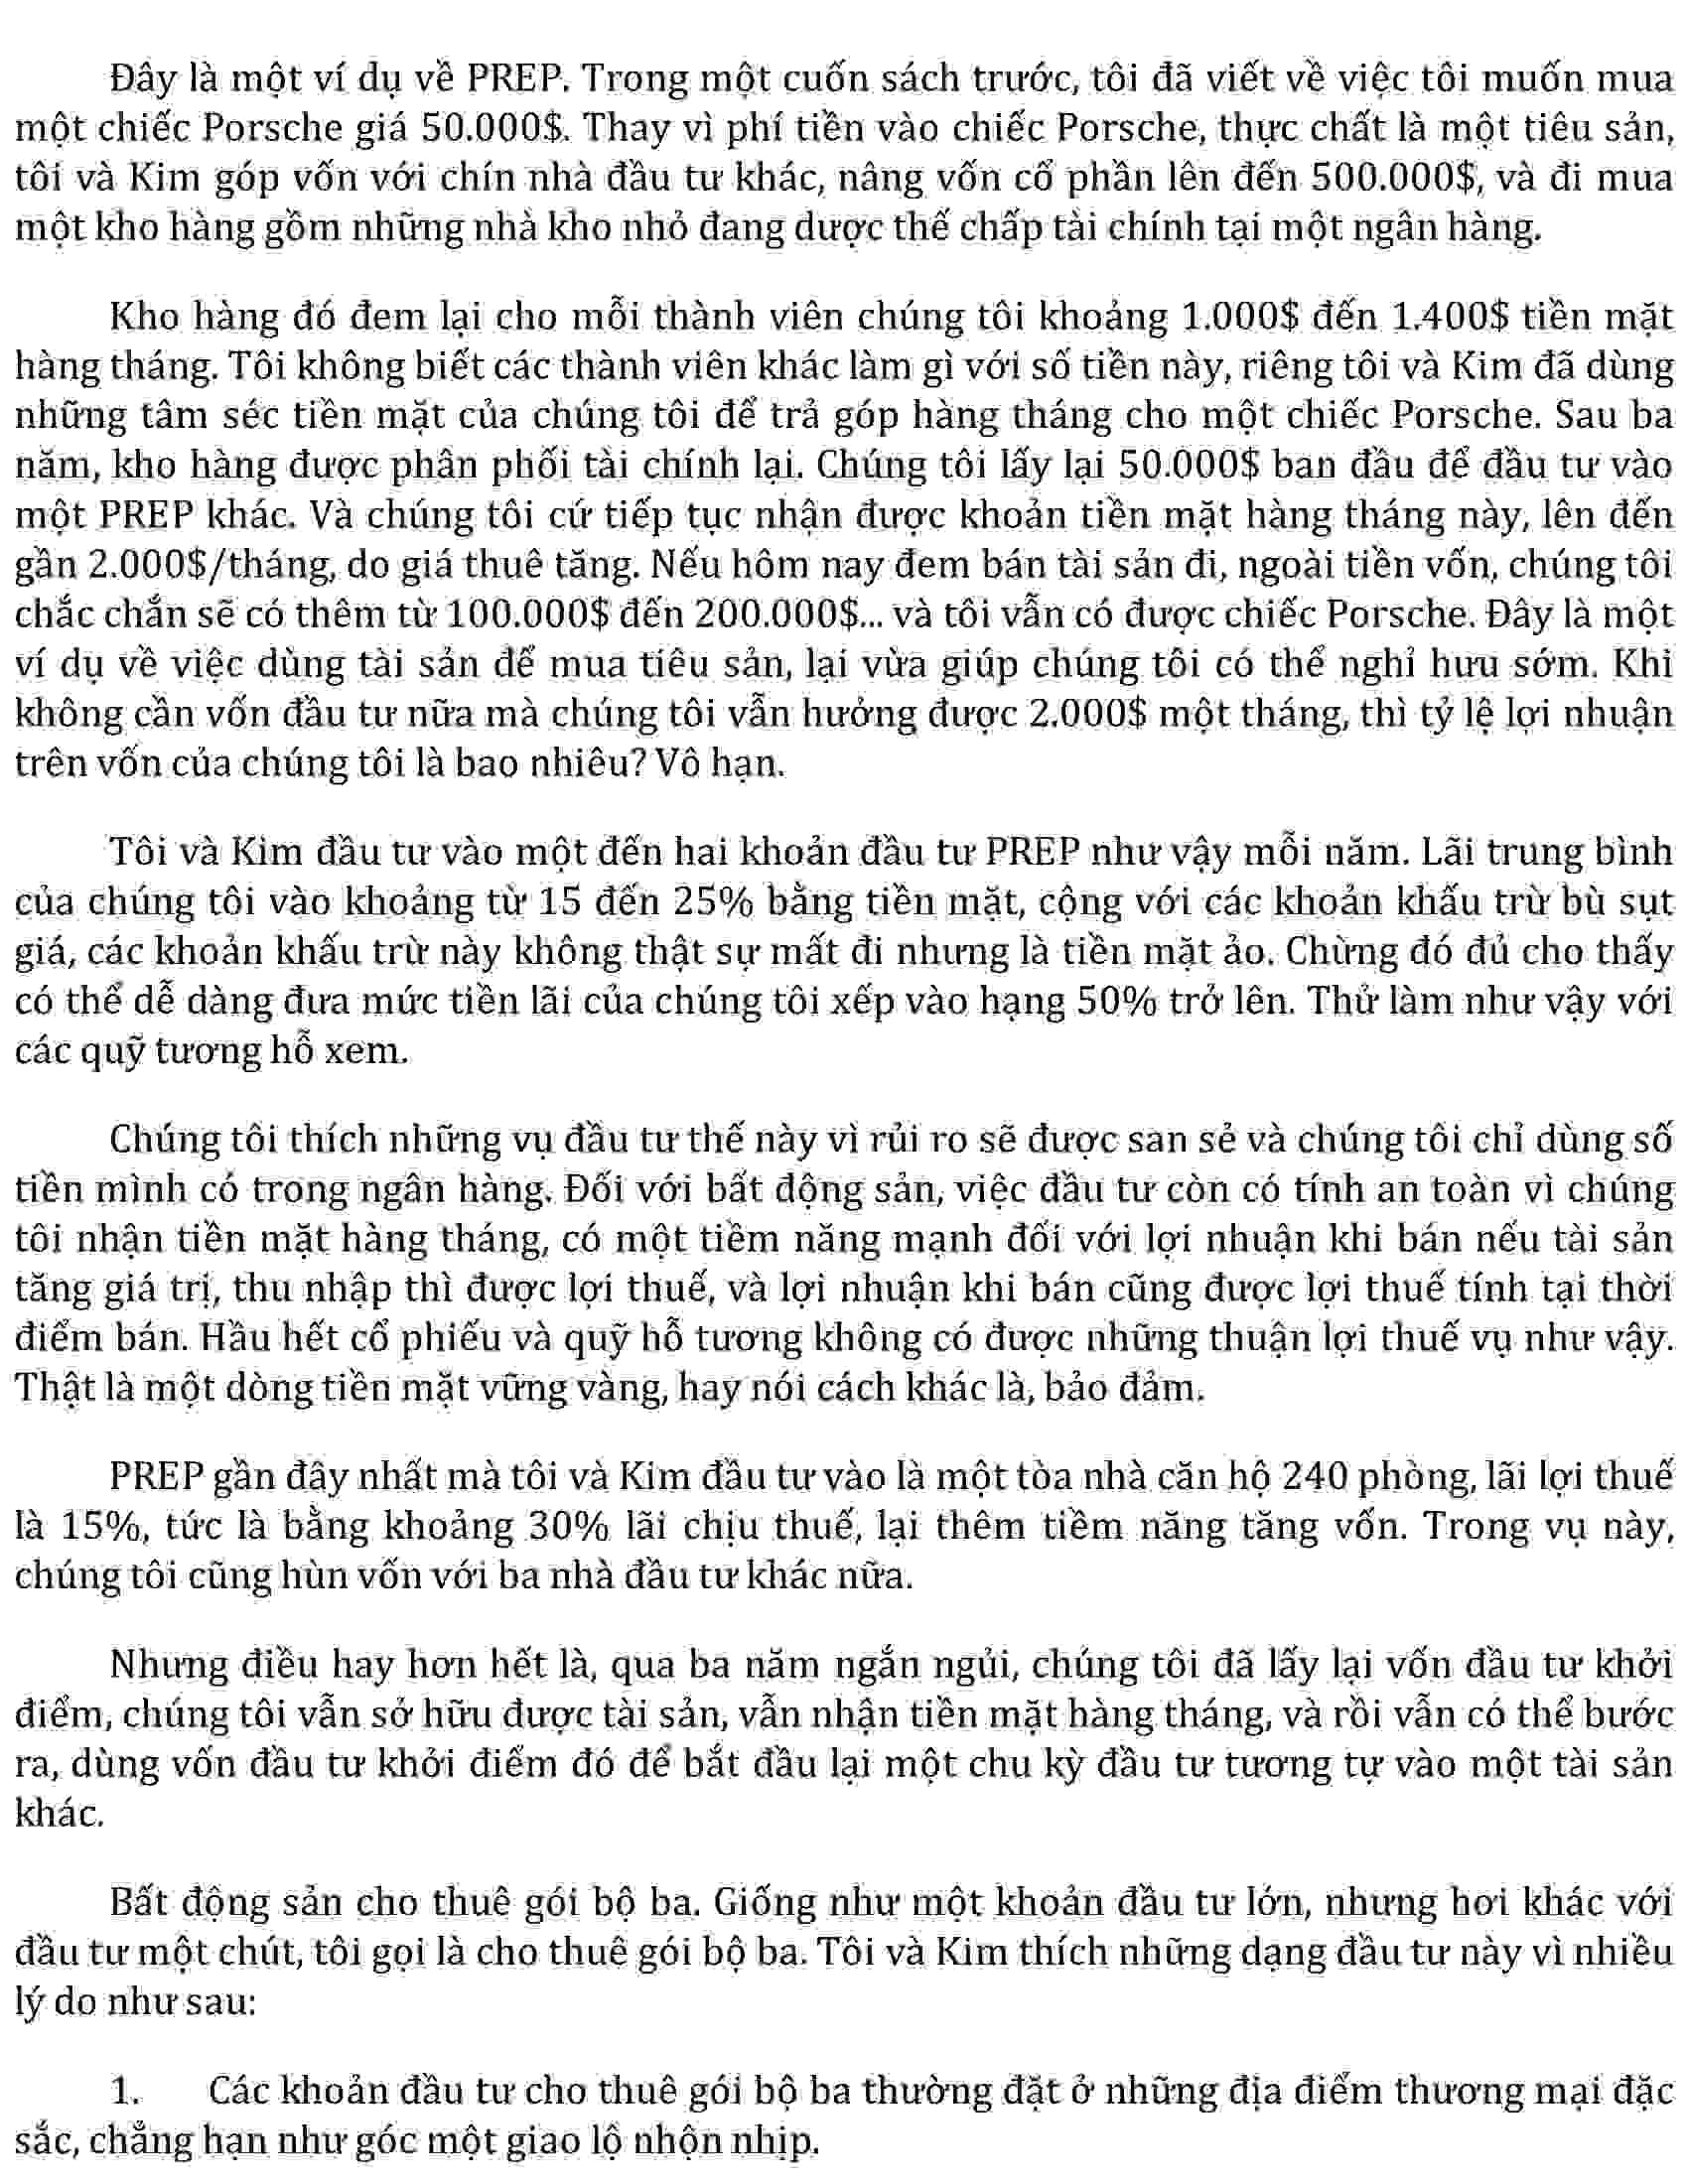 Đây là một ví dụ về PREP. Trong một cuốn sách trước, tôi đã viết về việc tôi muốn mua
một chiếc Porsche giá 50.000$. Thay vì phí tiền vào chiếc Porsche, thực chất là một tiêu sản,
tôi và Kim góp vốn với chín nhà đầu tư khác, nâng vốn cổ phần lên đến 500.000$, và đi mua
một kho hàng gồm những nhà kho nhỏ đang dược thế chấp tài chính tại một ngân hàng.
Kho hàng đó đem lại cho mỗi thành viên chúng tôi khoảng 1.000$ đến 1.400$ tiền mặt
hàng tháng. Tôi không biết các thành viên khác làm gì với số tiền này, riêng tôi và Kim đã dùng
những tâm séc tiền mặt của chúng tôi để trả góp hàng tháng cho một chiếc Porsche. Sau ba
năm, kho hàng được phân phối tài chính lại. Chúng tôi lấy lại 50.000$ ban đầu để đầu tư vào
một PREP khác. Và chúng tôi cứ tiếp tục nhận được khoản tiền mặt hàng tháng này, lên đến
gần 2.000$/tháng, do giá thuê tăng. Nếu hôm nay đem bán tài sản đi, ngoài tiền vốn, chúng tôi
chắc chắn sẽ có thêm từ 100.000$ đến 200.000$... và tôi vẫn có được chiếc Porsche. Đây là một
ví dụ về việc dùng tài sản để mua tiêu sản, lại vừa giúp chúng tôi có thể nghỉ hưu sớm. Khi
không cần vốn đầu tư nữa mà chúng tôi vẫn hưởng được 2.000$ một tháng, thì tỷ lệ lợi nhuận
trên vốn của chúng tôi là bao nhiêu? Vô hạn.
Tôi và Kim đầu tư vào một đến hai khoản đầu tư PREP như vậy mỗi năm. Lãi trung bình
của chúng tôi vào khoảng từ 15 đến 25% bằng tiền mặt, cộng với các khoản khấu trừ bù sụt
giá, các khoản khấu trừ này không thật sự mất đi nhưng là tiền mặt ảo. Chừng đó đủ cho thấy
có thể dễ dàng đưa mức tiền lãi của chúng tôi xếp vào hạng 50% trở lên. Thử làm như vậy với
các quỹ tương hỗ xem.
Chúng tôi thích những vụ đầu tư thế này vì rủi ro sẽ được san sẻ và chúng tôi chỉ dùng số
tiền mình có trong ngân hàng. Đối với bất động sản, việc đầu tư còn có tính an toàn vì chúng
tôi nhận tiền mặt hàng tháng, có một tiềm năng mạnh đối với lợi nhuận khi bán nếu tài sản
tăng giá trị, thu nhập thì được lợi thuế, và lợi nhuận khi bán cũng được lợi thuế tính tại thời
điểm bán. Hầu hết cổ phiếu và quỹ hỗ tương không có được những thuận lợi thuế vụ như vậy.
Thật là một dòng tiền mặt vững vàng, hay nói cách khác là, bảo đảm.
PREP gần đây nhất mà tôi và Kim đầu tư vào là một tòa nhà căn hộ 240 phòng, lãi lợi thuế
là 15%, tức là bằng khoảng 30% lãi chịu thuế, lại thêm tiềm năng tăng vốn. Trong vụ này,
chúng tôi cũng hùn vốn với ba nhà đầu tư khác nữa.
Nhưng điều hay hơn hết là, qua ba năm ngắn ngủi, chúng tôi đã lấy lại vốn đầu tư khởi
điểm, chúng tôi vẫn sở hữu được tài sản, vẫn nhận tiền mặt hàng tháng, và rồi vẫn có thể bước
ra, dùng vốn đầu tư khởi điểm đó để bắt đầu lại một chu kỳ đầu tư tương tự vào một tài sản
khác.
Bất động sản cho thuê gói bộ ba. Giống như một khoản đầu tư lớn, nhưng hơi khác với
đầu tư một chút, tôi gọi là cho thuê gói bộ ba. Tôi và Kim thích những dạng đầu tư này vì nhiều
lý do như sau:
1. Các khoản đầu tư cho thuê gói bộ ba thường đặt ở những địa điểm thương mại đặc
sắc, chẳng hạn như góc một giao lộ nhộn nhịp.